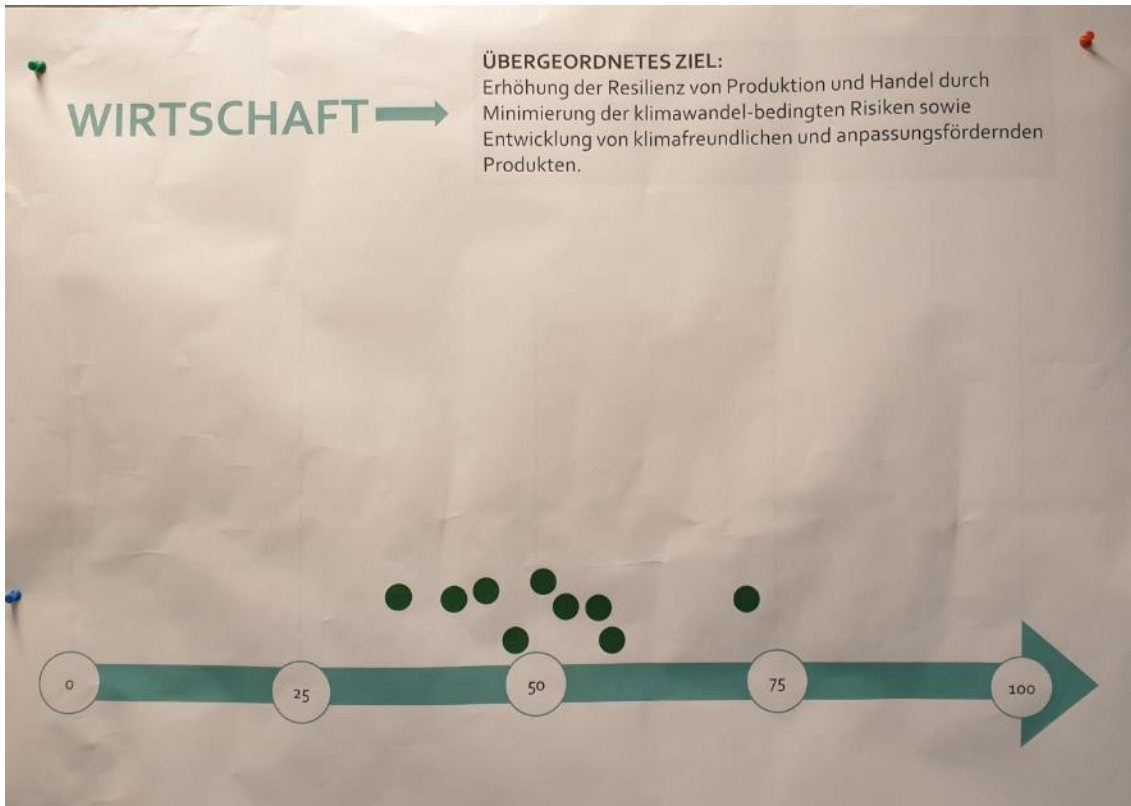 ÜBERGEORDNETES ZIEL:
WIRTSCHAFT
Erhöhung der Resilienz von Produktion und Handel durch
Minimierung der klimawandel-bedingten Risiken sowie
Entwicklung von klimafreundlichen und anpassungsfördernden
Produkten.
0
25
50
75
100